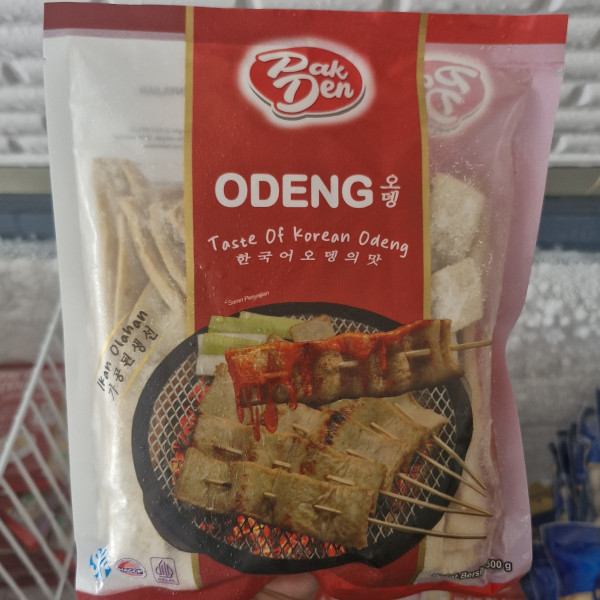 Pak
Den
ODENG 오뎅
Taste Of Korean Odeng
한국어오뎅의맛
Saran Penyajian
Ikan Olahan
가공된생선
500 g